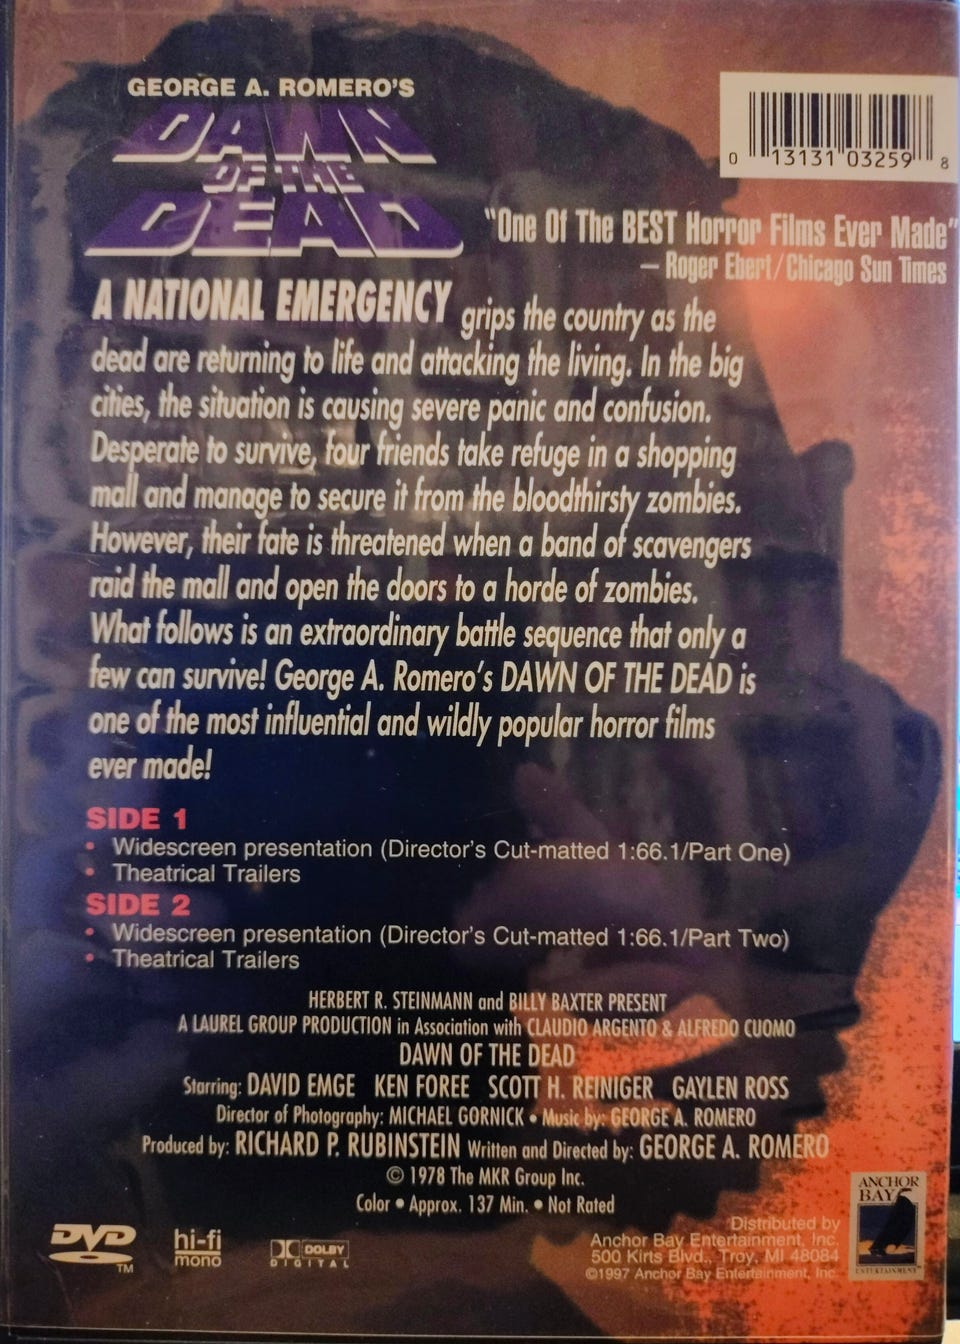 GEORGE A. ROMERO'S
DAWN
OF THE
DEAD
0 13131 03259 8
"One Of The BEST Horror Films Ever Made"
– Roger Ebert/Chicago Sun Times
A NATIONAL EMERGENCY grips the country as the
dead are returning to life and attacking the living. In the big
cities, the situation is causing severe panic and confusion.
Desperate to survive, four friends take refuge in a shopping
mall and manage to secure it from the bloodthirsty zombies.
However, their fate is threatened when a band of scavengers
raid the mall and open the doors to a horde of zombies.
What follows is an extraordinary battle sequence that only a
few can survive! George A. Romero's DAWN OF THE DEAD is
one of the most influential and wildly popular horror films
ever made!
SIDE 1
• Widescreen presentation (Director's Cut-matted 1:66.1/Part One)
• Theatrical Trailers
SIDE 2
• Widescreen presentation (Director's Cut-matted 1:66.1/Part Two)
• Theatrical Trailers
HERBERT R. STEINMANN and BILLY BAXTER PRESENT
A LAUREL GROUP PRODUCTION in Association with CLAUDIO ARGENTO & ALFREDO CUOMO
DAWN OF THE DEAD
Starring: DAVID EMGE KEN FOREE SCOTT H. REINIGER GAYLEN ROSS
Director of Photography: MICHAEL GORNICK • Music by: GEORGE A. ROMERO
Produced by: RICHARD P. RUBINSTEIN Written and Directed by: GEORGE A. ROMERO
© 1978 The MKR Group Inc.
Color • Approx. 137 Min. • Not Rated
DVD TM
hi-fi
mono
DOLBY
DIGITAL
Distributed by
Anchor Bay Entertainment, Inc.
500 Kirts Blvd., Troy, MI 48084
©1997 Anchor Bay Entertainment, Inc.
ANCHOR
BAY
ENTERTAINMENT